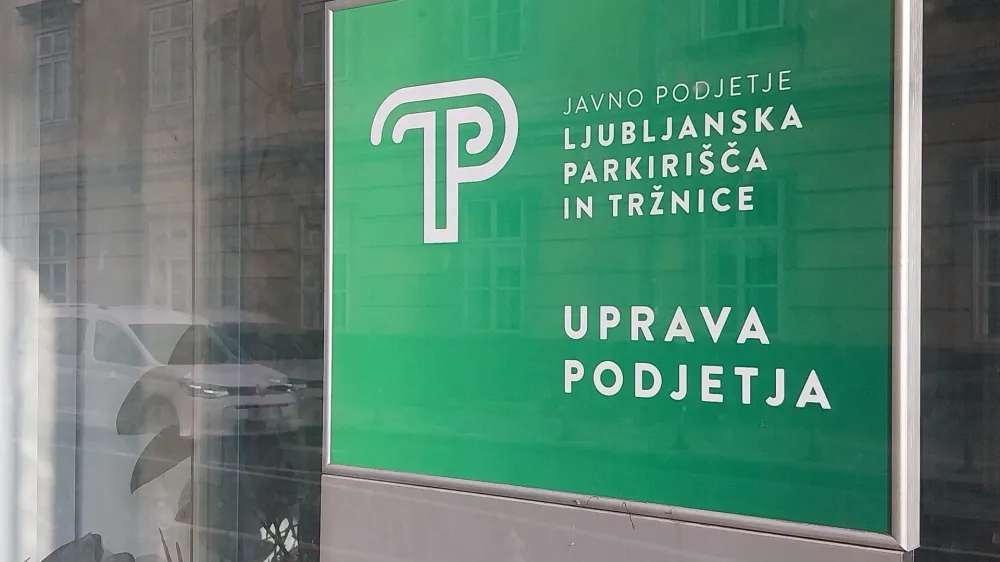 JAVNO PODJETJE
LJUBLJANSKA
PARKIRIŠČA
IN TRŽNICE
UPRAVA
PODJETJA